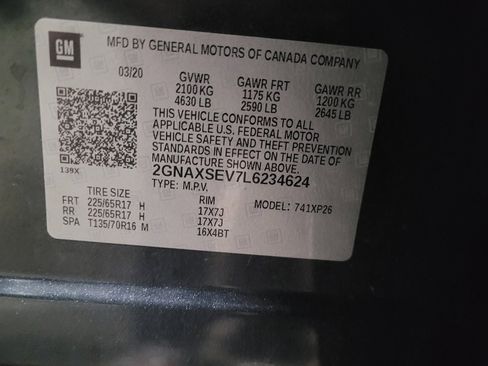 GM
MFD BY GENERAL MOTORS OF CANADA COMPANY
03/20 GVWR GAWR FRT GAWR RR
2100 KG 1175 KG 1200 KG
4630 LB 2590 LB 2645 LB
THIS VEHICLE CONFORMS TO ALL
APPLICABLE U.S. FEDERAL MOTOR
VEHICLE SAFETY AND THEFT PREVENTION
STANDARDS IN EFFECT ON THE DATE OF
MANUFACTURE SHOWN ABOVE.
139X 2GNAXSEV7L6234624
TYPE: M.P.V.
TIRE SIZE RIM MODEL: 741XP26
FRT 225/65R17 H 17X7J
RR 225/65R17 H 17X7J
SPA T135/70R16 M 16X4BT